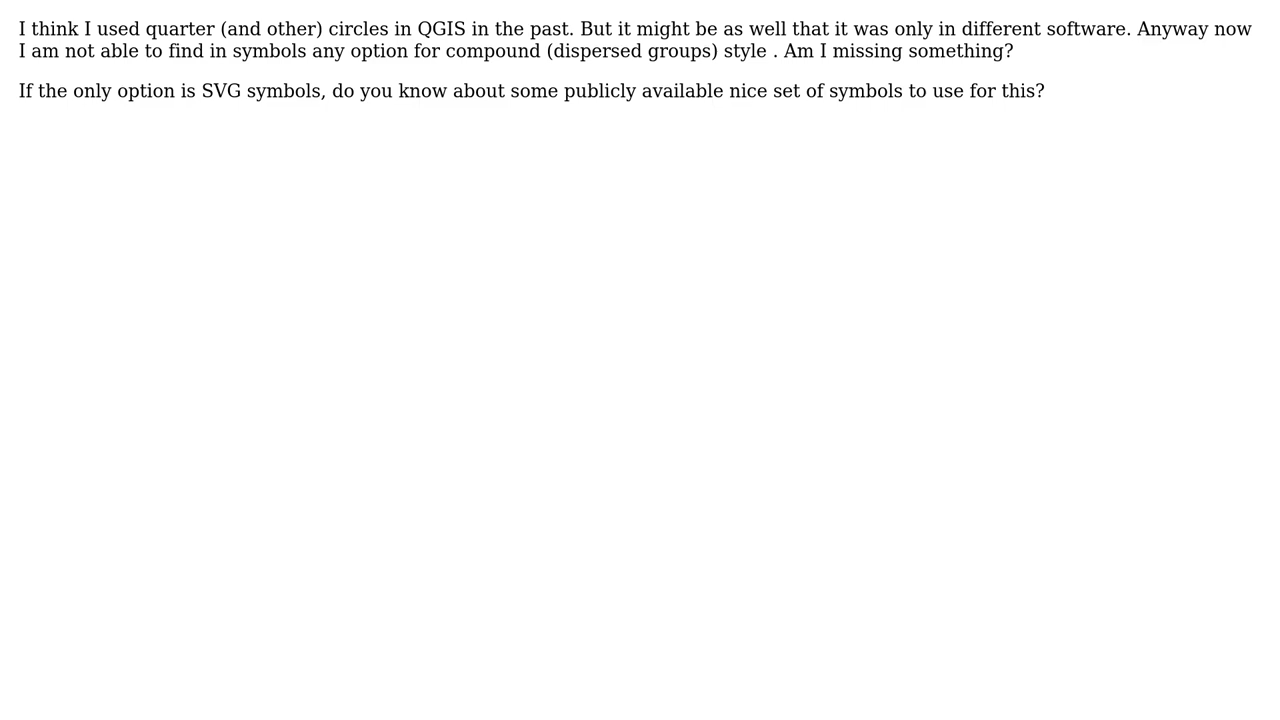 I think I used quarter (and other) circles in QGIS in the past. But it might be as well that it was only in different software. Anyway now
I am not able to find in symbols any option for compound (dispersed groups) style . Am I missing something?
If the only option is SVG symbols, do you know about some publicly available nice set of symbols to use for this?